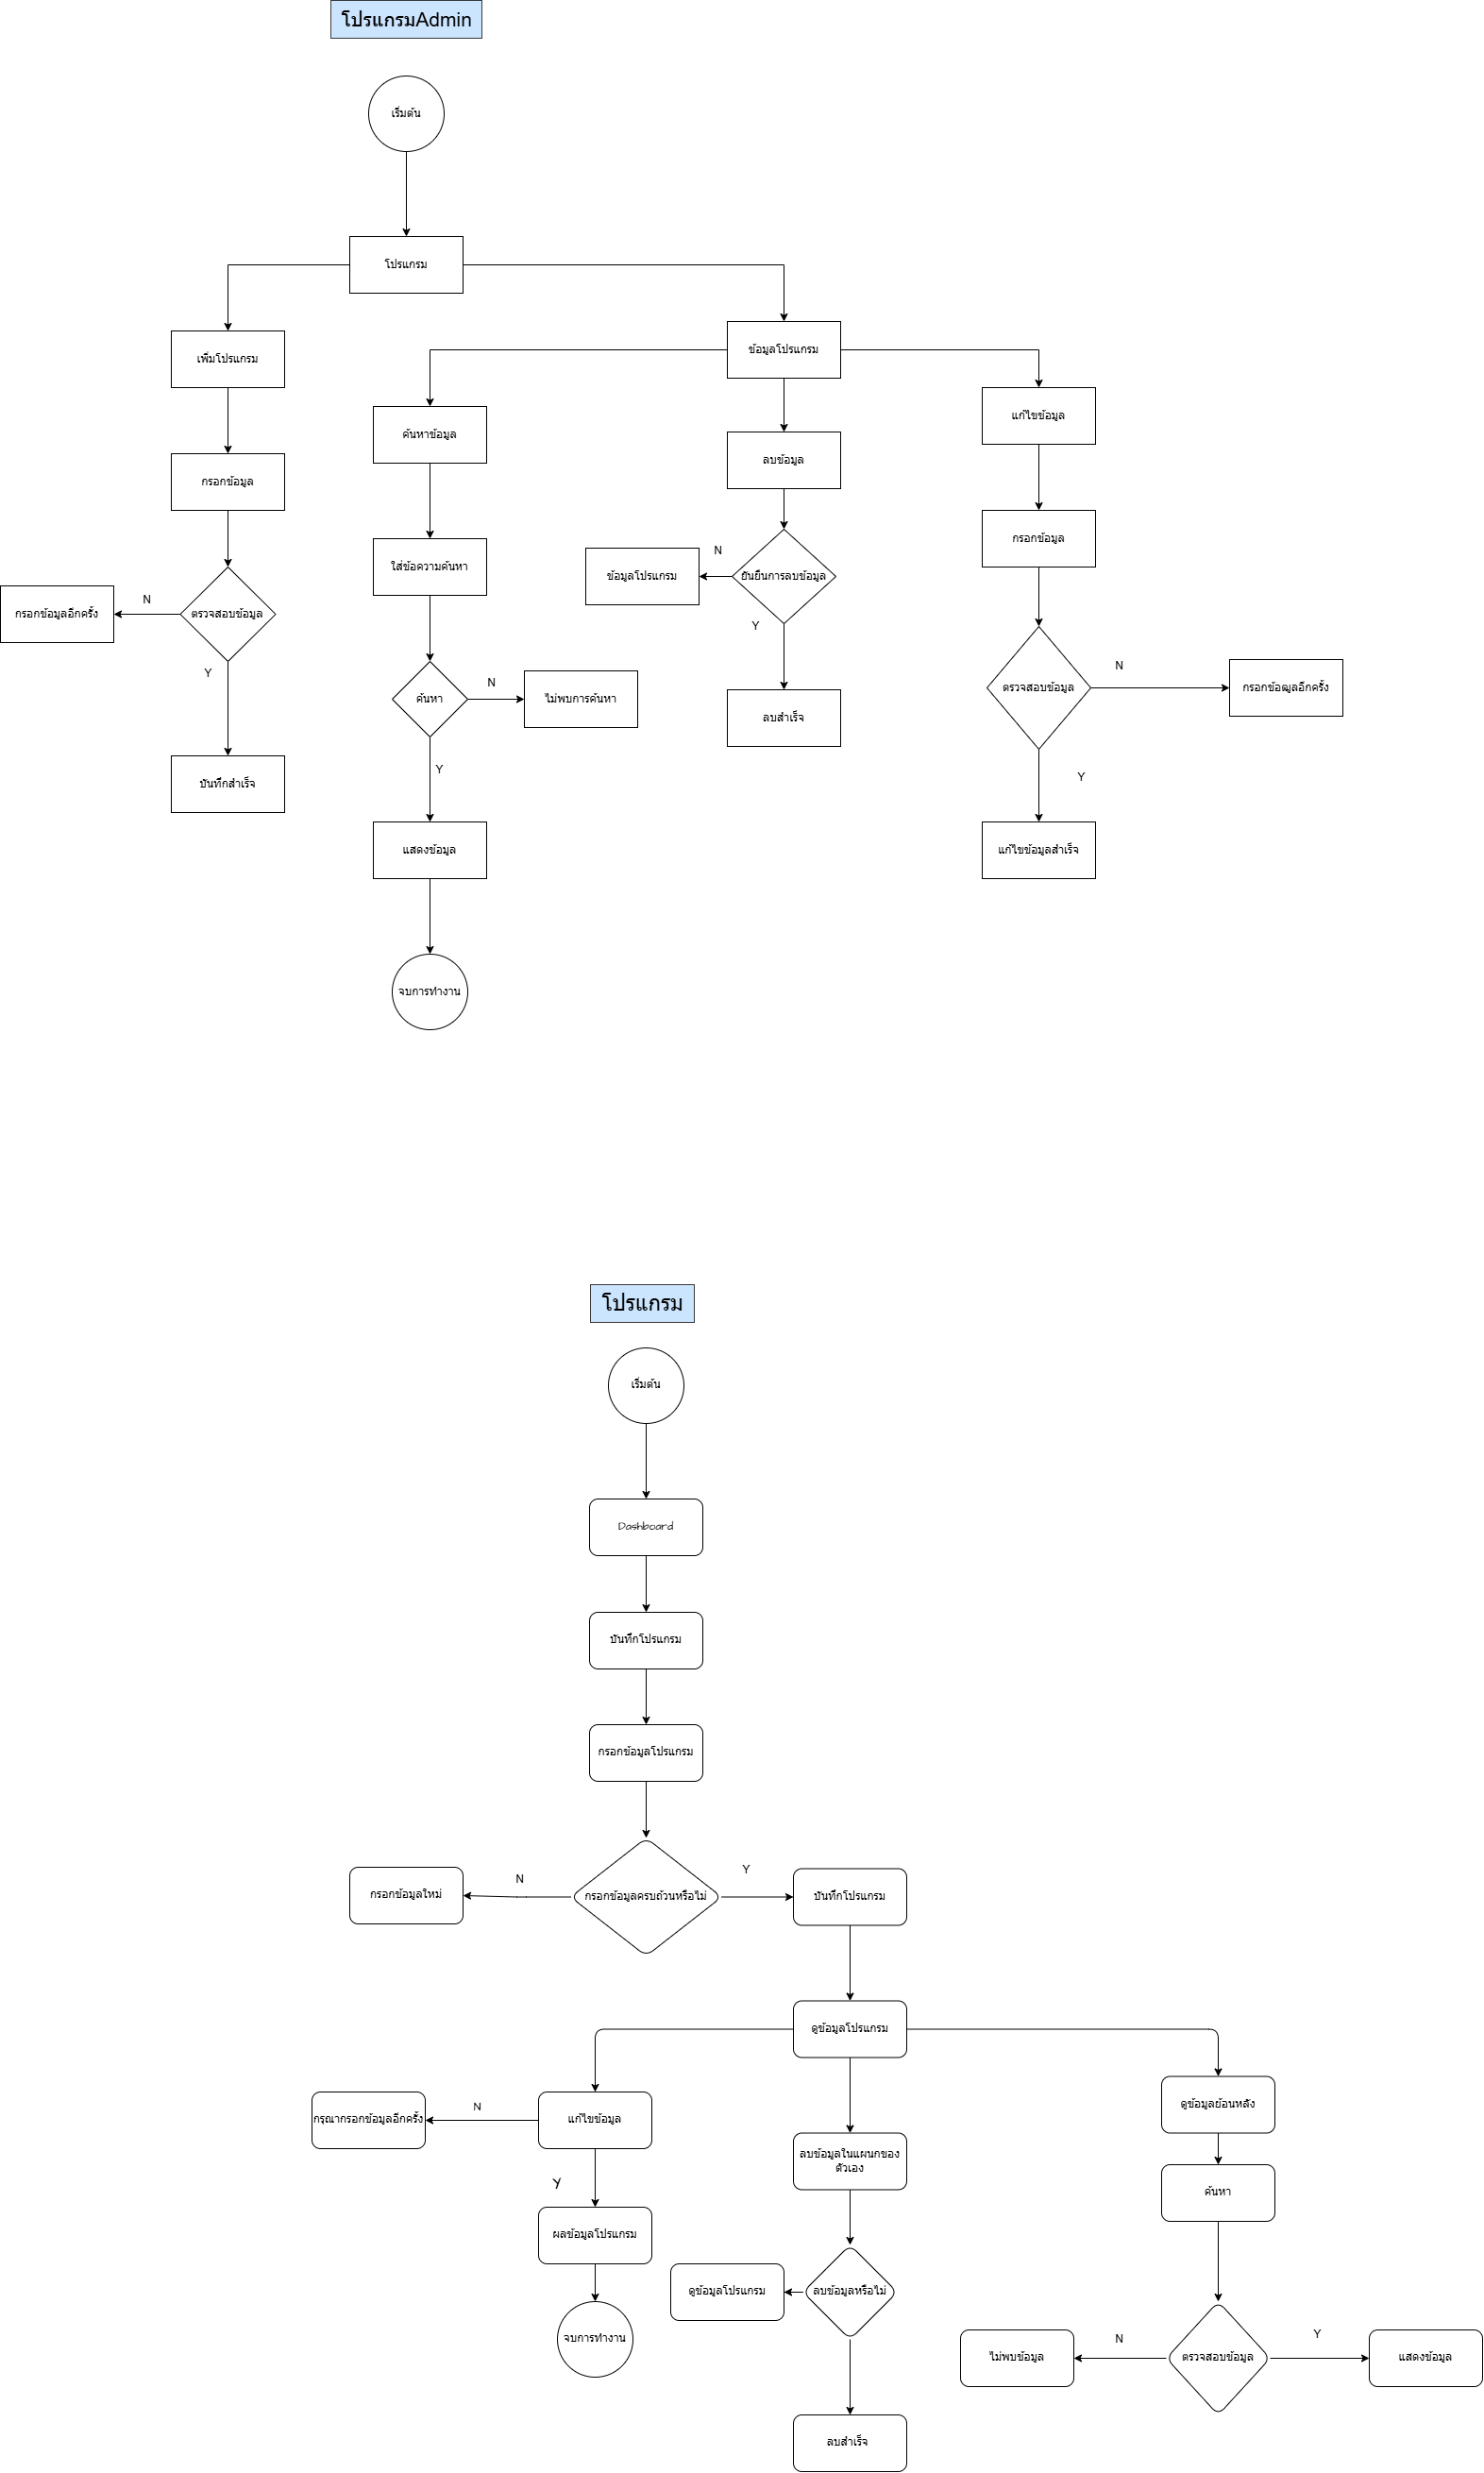 โปรแกรมAdmin
เริ่มต้น
โปรแกรม
เพิ่มโปรแกรม
ข้อมูลโปรแกรม
ค้นหาข้อมูล
ลบข้อมูล
แก้ไขข้อมูล
กรอกข้อมูล
ใส่ข้อความค้นหา
กรอกข้อมูล
N
ข้อมูลโปรแกรม
ยันยืนการลบข้อมูล
N
กรอกข้อมูลอีกครั้ง
ตรวจสอบข้อมูล
Y
Y
N
ค้นหา
ไม่พบการค้นหา
ลบสำเร็จ
N
ตรวจสอบข้อมูล
กรอกข้อฒูลอีกครั้ง
Y
Y
บันทึกสำเร็จ
แสดงข้อมูล
แก้ไขข้อมูลสำเร็จ
จบการทำงาน
โปรแกรม
เริ่มต้น
Dashboard
บันทึกโปรแกรม
กรอกข้อมูลโปรแกรม
N
Y
กรอกข้อมูลใหม่
กรอกข้อมูลครบถ้วนหรือไม่
บันทึกโปรแกรม
ดูข้อมูลโปรแกรม
กรุณากรอกข้อมูลอีกครั้ง
N
แก้ไขข้อมูล
ดูข้อมูลย้อนหลัง
ลบข้อมูลในแผนกของ
ตัวเอง
Y
ค้นหา
ผลข้อมูลโปรแกรม
ดูข้อมูลโปรแกรม
ลบข้อมูลหรือไม่
จบการทำงาน
N
Y
ไม่พบข้อมูล
ตรวจสอบข้อมูล
แสดงข้อมูล
ลบสำเร็จ